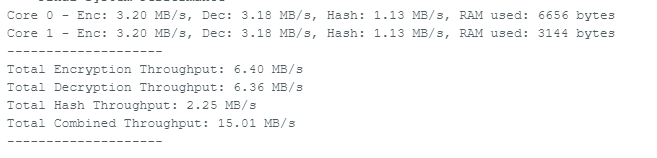 Core 0 - Enc: 3.20 MB/s, Dec: 3.18 MB/s, Hash: 1.13 MB/s, RAM used: 6656 bytes
Core 1 - Enc: 3.20 MB/s, Dec: 3.18 MB/s, Hash: 1.13 MB/s, RAM used: 3144 bytes
--------------------
Total Encryption Throughput: 6.40 MB/s
Total Decryption Throughput: 6.36 MB/s
Total Hash Throughput: 2.25 MB/s
Total Combined Throughput: 15.01 MB/s
--------------------